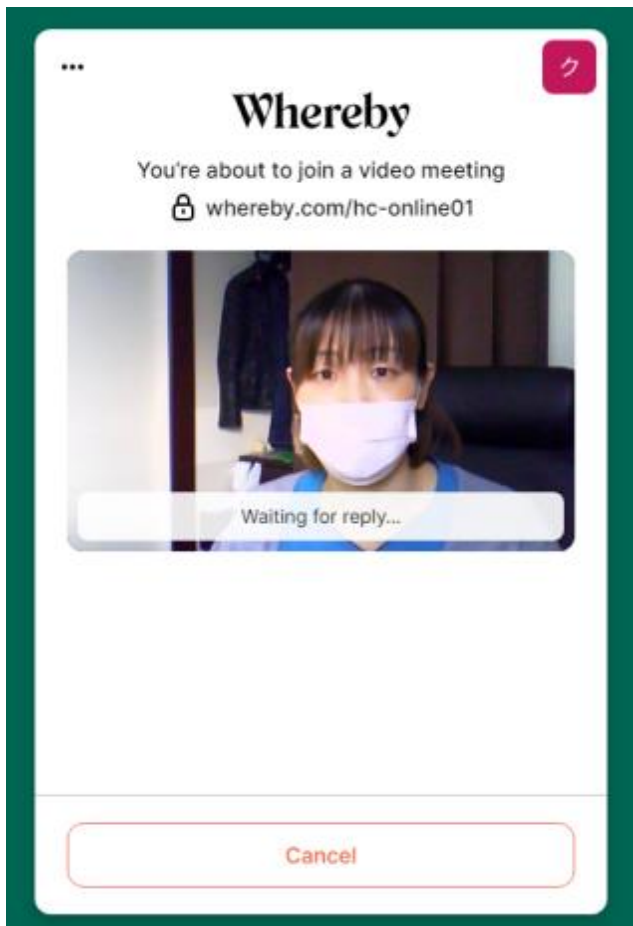 ク
Whereby
You're about to join a video meeting
whereby.com/hc-online01
Waiting for reply...
Cancel